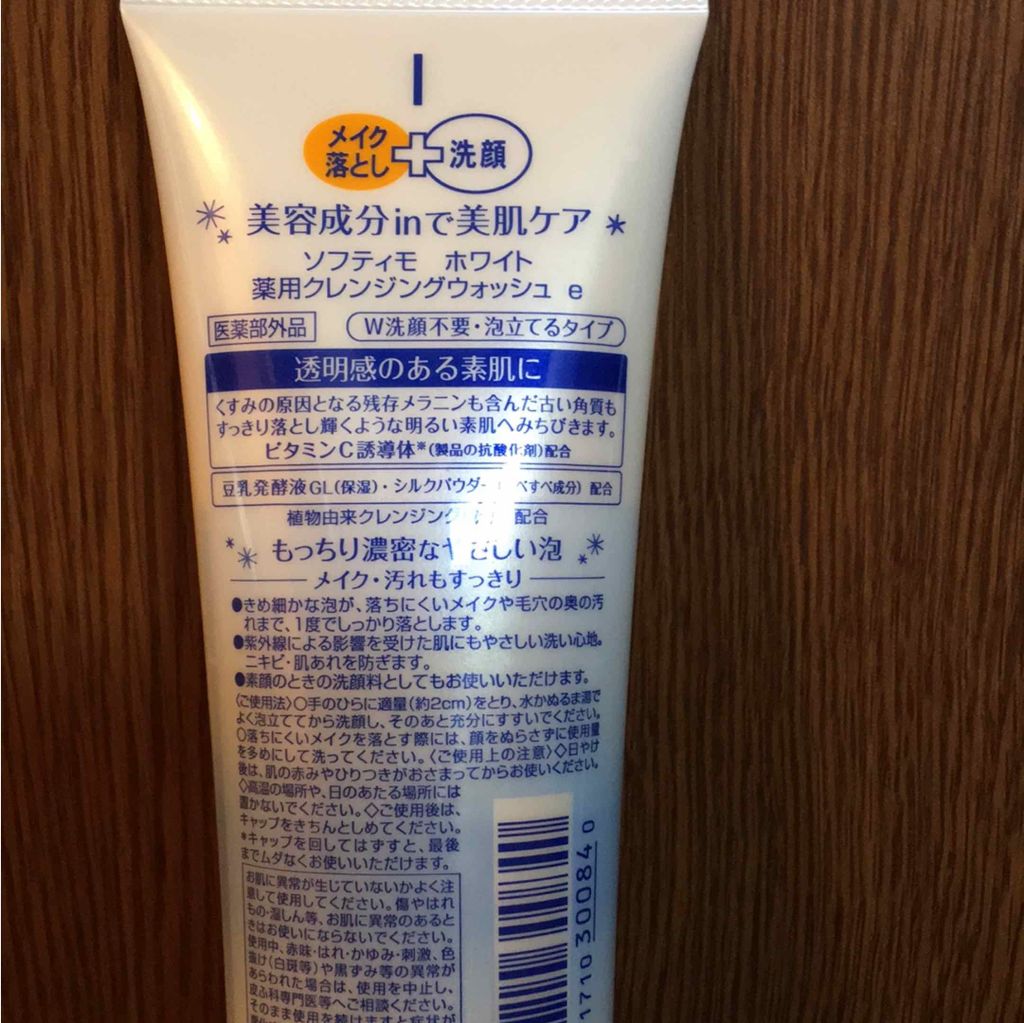 メイク
落とし
洗顔
美容成分inで美肌ケア
ソフティモ ホワイト
薬用クレンジングウォッシュ e
医薬部外品
W洗顔不要・泡立てるタイプ
透明感のある素肌に
くすみの原因となる残存メラニンも含んだ古い角質も
すっきり落とし輝くような明るい素肌へみちびきます。
ビタミンC誘導体*(製品の抗酸化剤)配合
豆乳発酵液GL(保湿)・シルクパウダー べすべ成分) 配合
植物由来クレンジング 配合
もっちり濃密なやさしい泡
メイク・汚れもすっきり
●きめ細かな泡が、落ちにくいメイクや毛穴の奥の汚
れまで、1度でしっかり落とします。
●紫外線による影響を受けた肌にもやさしい洗い心地。
ニキビ・肌あれを防ぎます。
●素顔のときの洗顔料としてもお使いいただけます。
〈ご使用法〉○手のひらに適量(約2cm)をとり、水かぬるま湯で
よく泡立ててから洗顔し、そのあと充分にすすいでください。
○落ちにくいメイクを落とす際には、顔をぬらさずに使用量
を多めにして洗ってください。〈ご使用上の注意〉◇日やけ
後は、肌の赤みやひりつきがおさまってからお使いください。
◇高温の場所や、日のあたる場所には
置かないでください。◇ご使用後は、
キャップをきちんとしめてください。
*キャップを回してはずすと、最後
までムダなくお使いいただけます。
お肌に異常が生じていないかよく注
意して使用してください。傷やはれ
もの・湿しん等、お肌に異常のあると
きはお使いにならないでください。
使用中、赤味・はれ・かゆみ・刺激、色
抜け(白斑等)や黒ずみ等の異常が
あらわれた場合は、使用を中止し、
皮ふ科専門医等へご相談ください。
そのまま使用を続けますと症状が
171030084 0